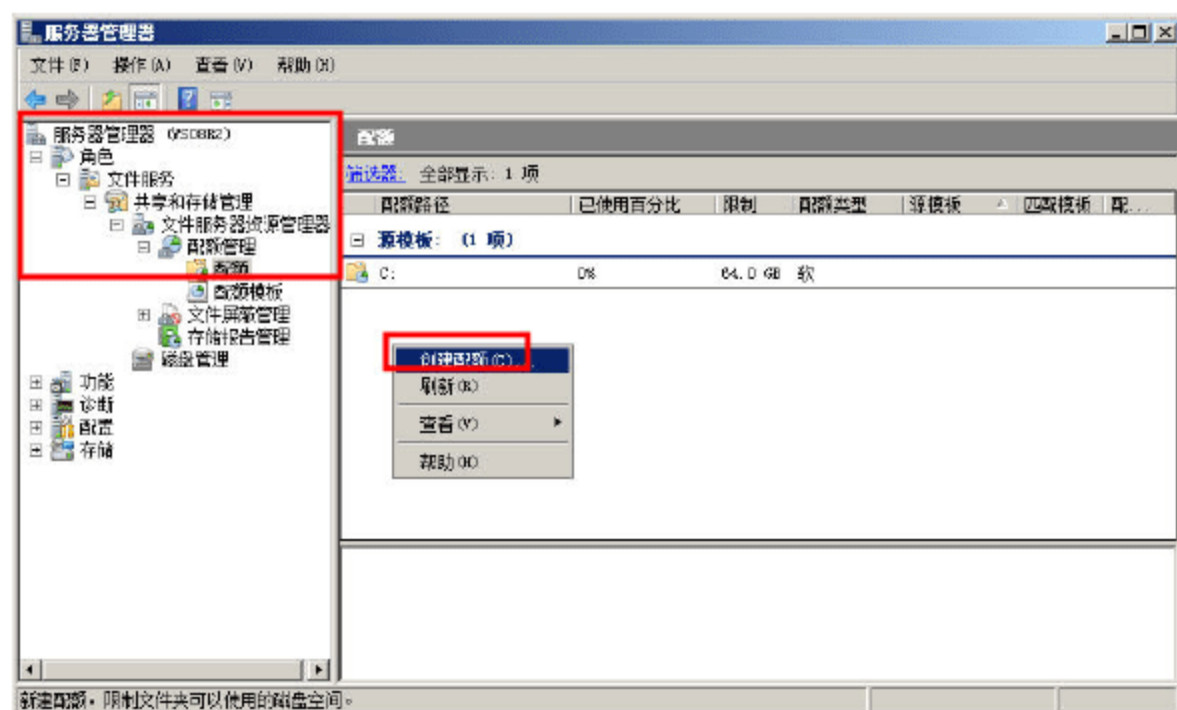 服务器管理器
文件(F) 操作(A) 查看(V) 帮助(H)
服务器管理器 (VS08R2)
角色
文件服务
共享和存储管理
文件服务器资源管理器
配额管理
配额
配额模板
文件屏蔽管理
存储报告管理
磁盘管理
功能
诊断
配置
存储
配额
筛选器: 全部显示: 1 项
配额路径 已使用百分比 限制 配额类型 源模板 匹配模板 配...
源模板: (1 项)
C: 0% 64.0 GB 软
创建配额(C)...
刷新(R)
查看(V)
帮助(H)
新建配额，限制文件夹可以使用的磁盘空间。